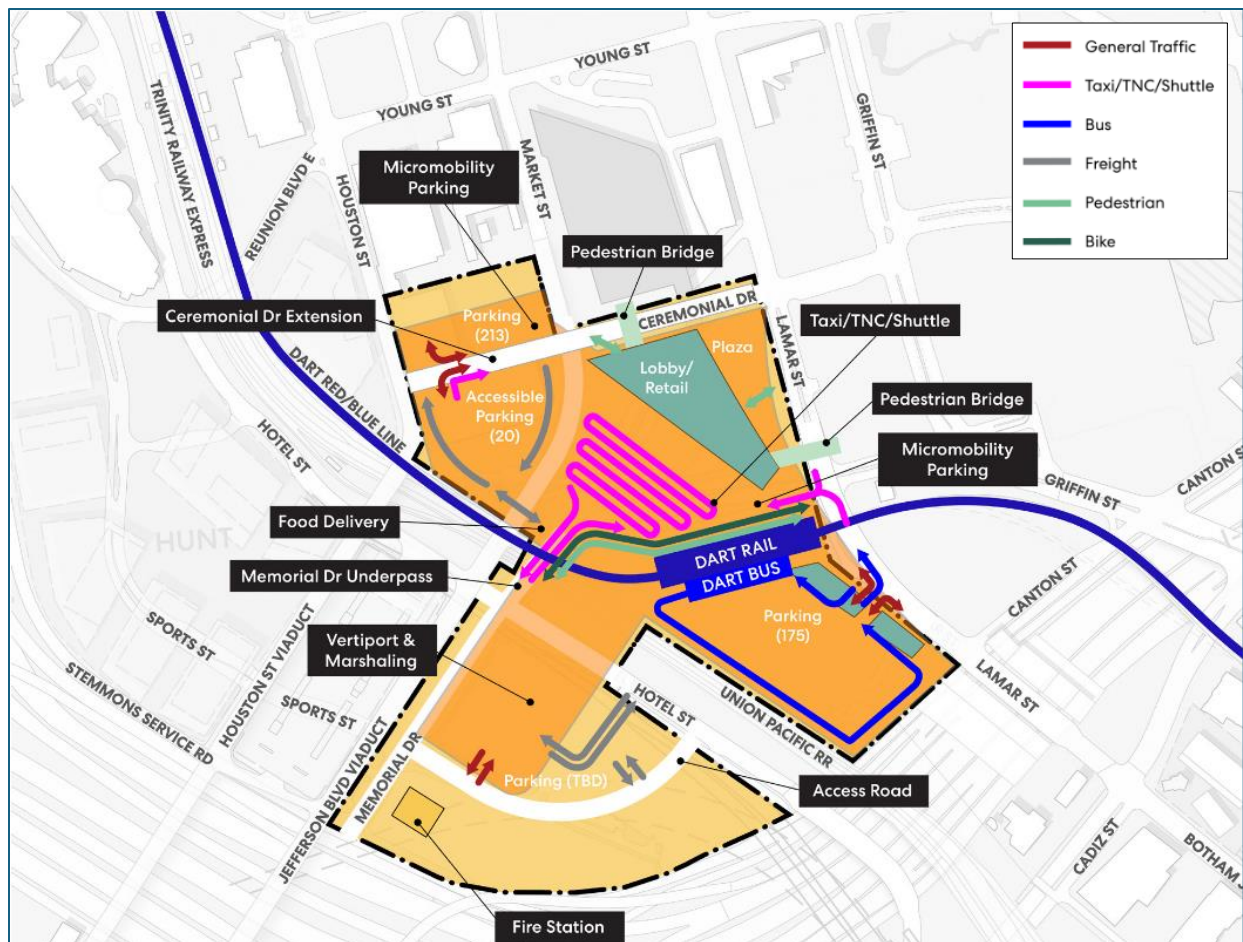 General Traffic
Taxi/TNC/Shuttle
Bus
Freight
Pedestrian
Bike
YOUNG ST
YOUNG ST
TRINITY RAILWAY EXPRESS
REUNION BLVD E
HOUSTON ST
MARKET ST
GRIFFIN ST
Micromobility
Parking
Pedestrian Bridge
Ceremonial Dr Extension
Parking
(213)
CEREMONIAL DR
LAMAR ST
Taxi/TNC/Shuttle
Plaza
Lobby/
Retail
DART RED/BLUE LINE
Accessible
Parking
(20)
Pedestrian Bridge
HOTEL ST
Micromobility
Parking
GRIFFIN ST
CANTON ST
Food Delivery
HUNT
DART RAIL
DART BUS
Memorial Dr Underpass
CANTON ST
Parking
(175)
SPORTS ST
HOUSTON ST VIADUCT
Vertiport &
Marshaling
STEMMONS SERVICE RD
SPORTS ST
HOTEL ST
UNION PACIFIC RR
LAMAR ST
JEFFERSON BLVD VIADUCT
MEMORIAL DR
Parking (TBD)
Access Road
CADIZ ST
BOTHAM
Fire Station